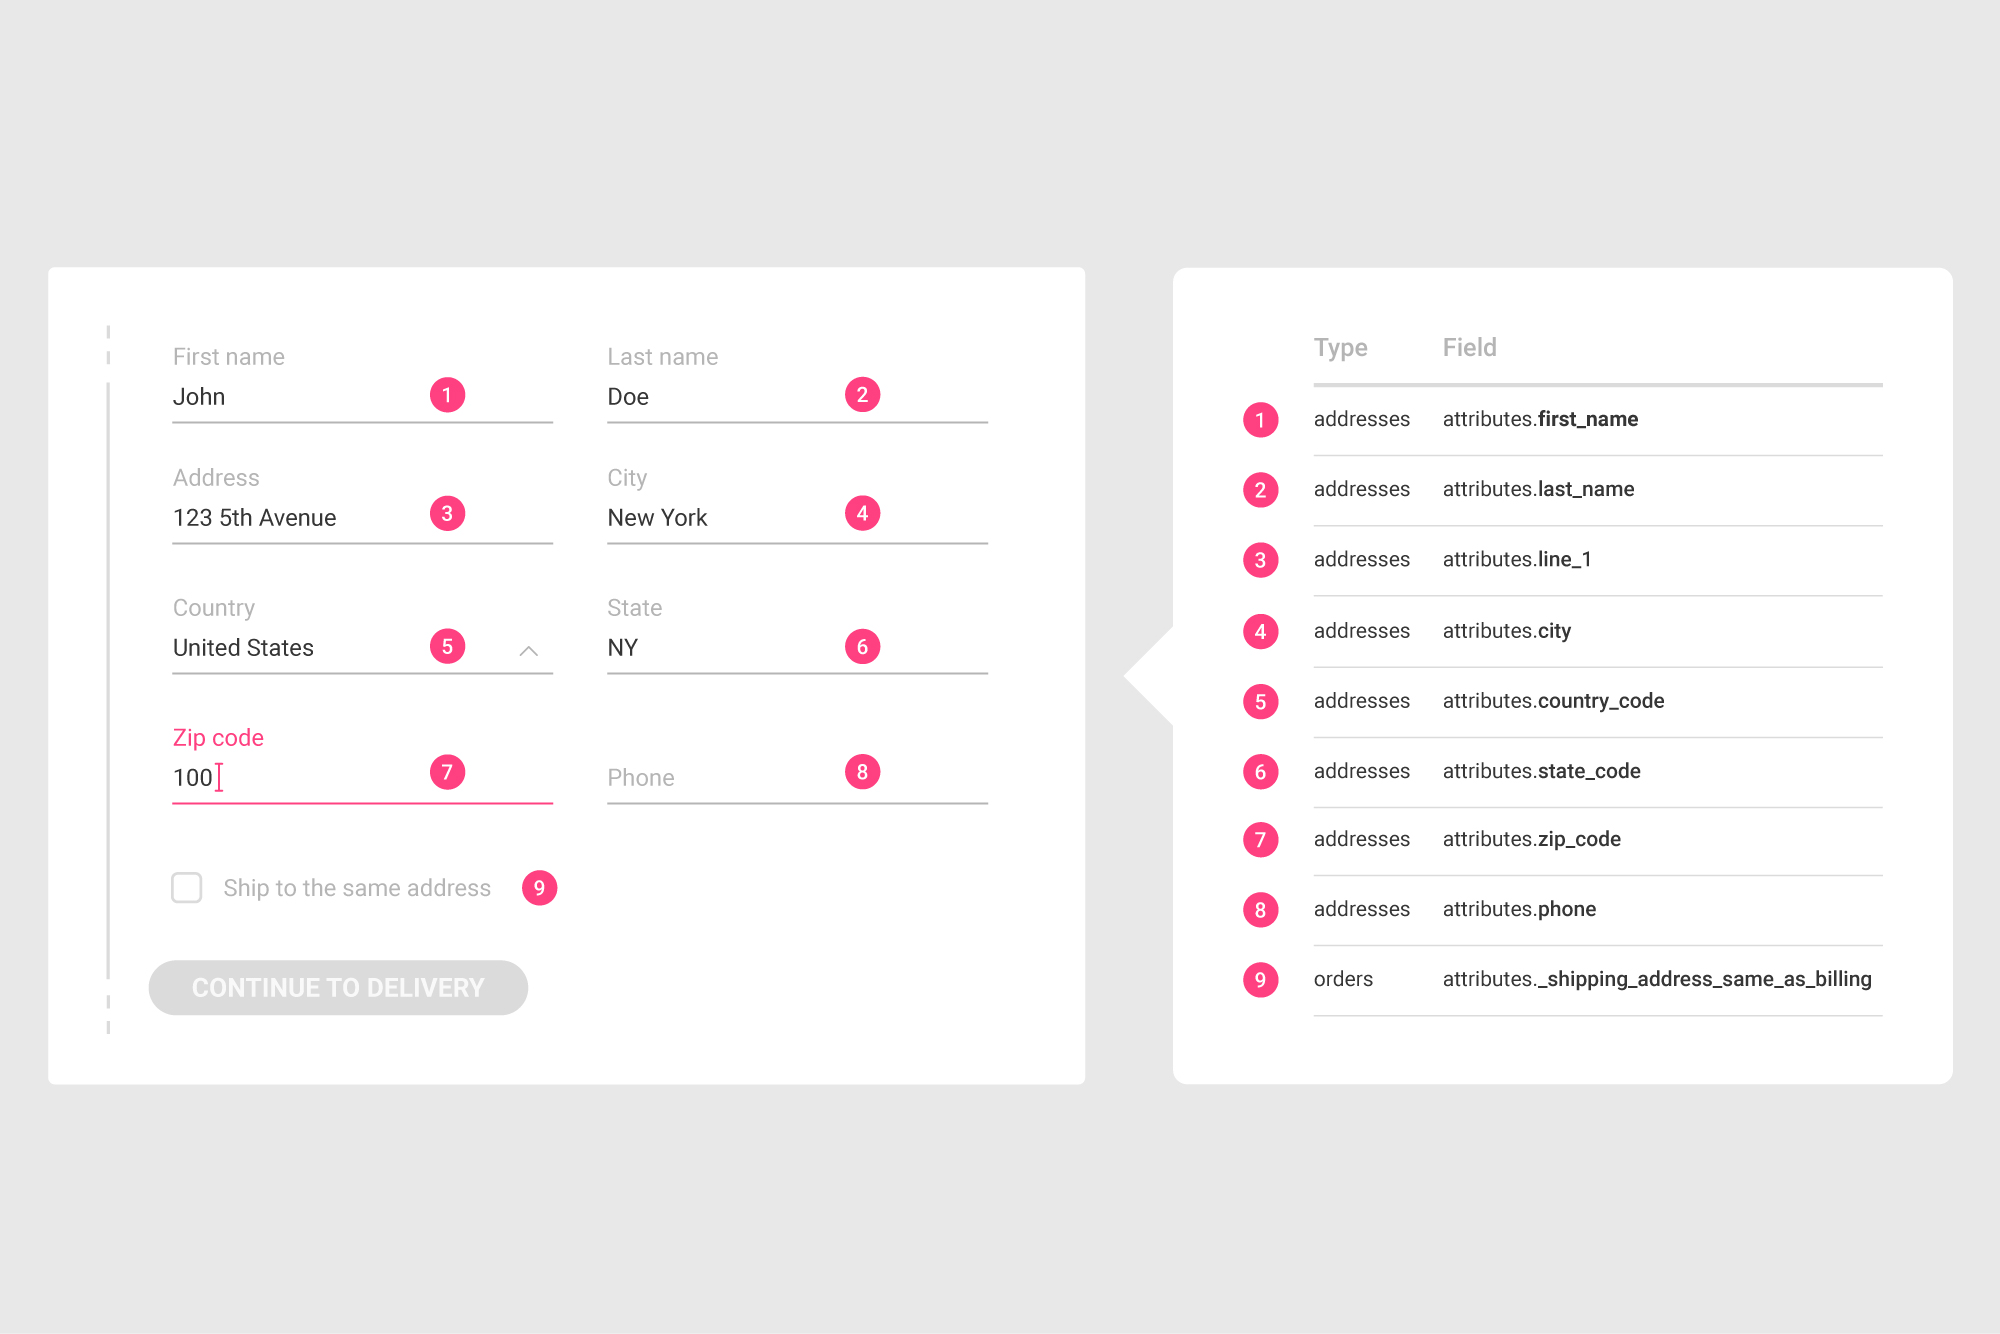 First name
John 1
Last name
Doe 2
Address
123 5th Avenue 3
City
New York 4
Country
United States 5
State
NY 6
Zip code
100 7
Phone 8
Ship to the same address 9
CONTINUE TO DELIVERY
Type Field
1 addresses attributes.first_name
2 addresses attributes.last_name
3 addresses attributes.line_1
4 addresses attributes.city
5 addresses attributes.country_code
6 addresses attributes.state_code
7 addresses attributes.zip_code
8 addresses attributes.phone
9 orders attributes._shipping_address_same_as_billing